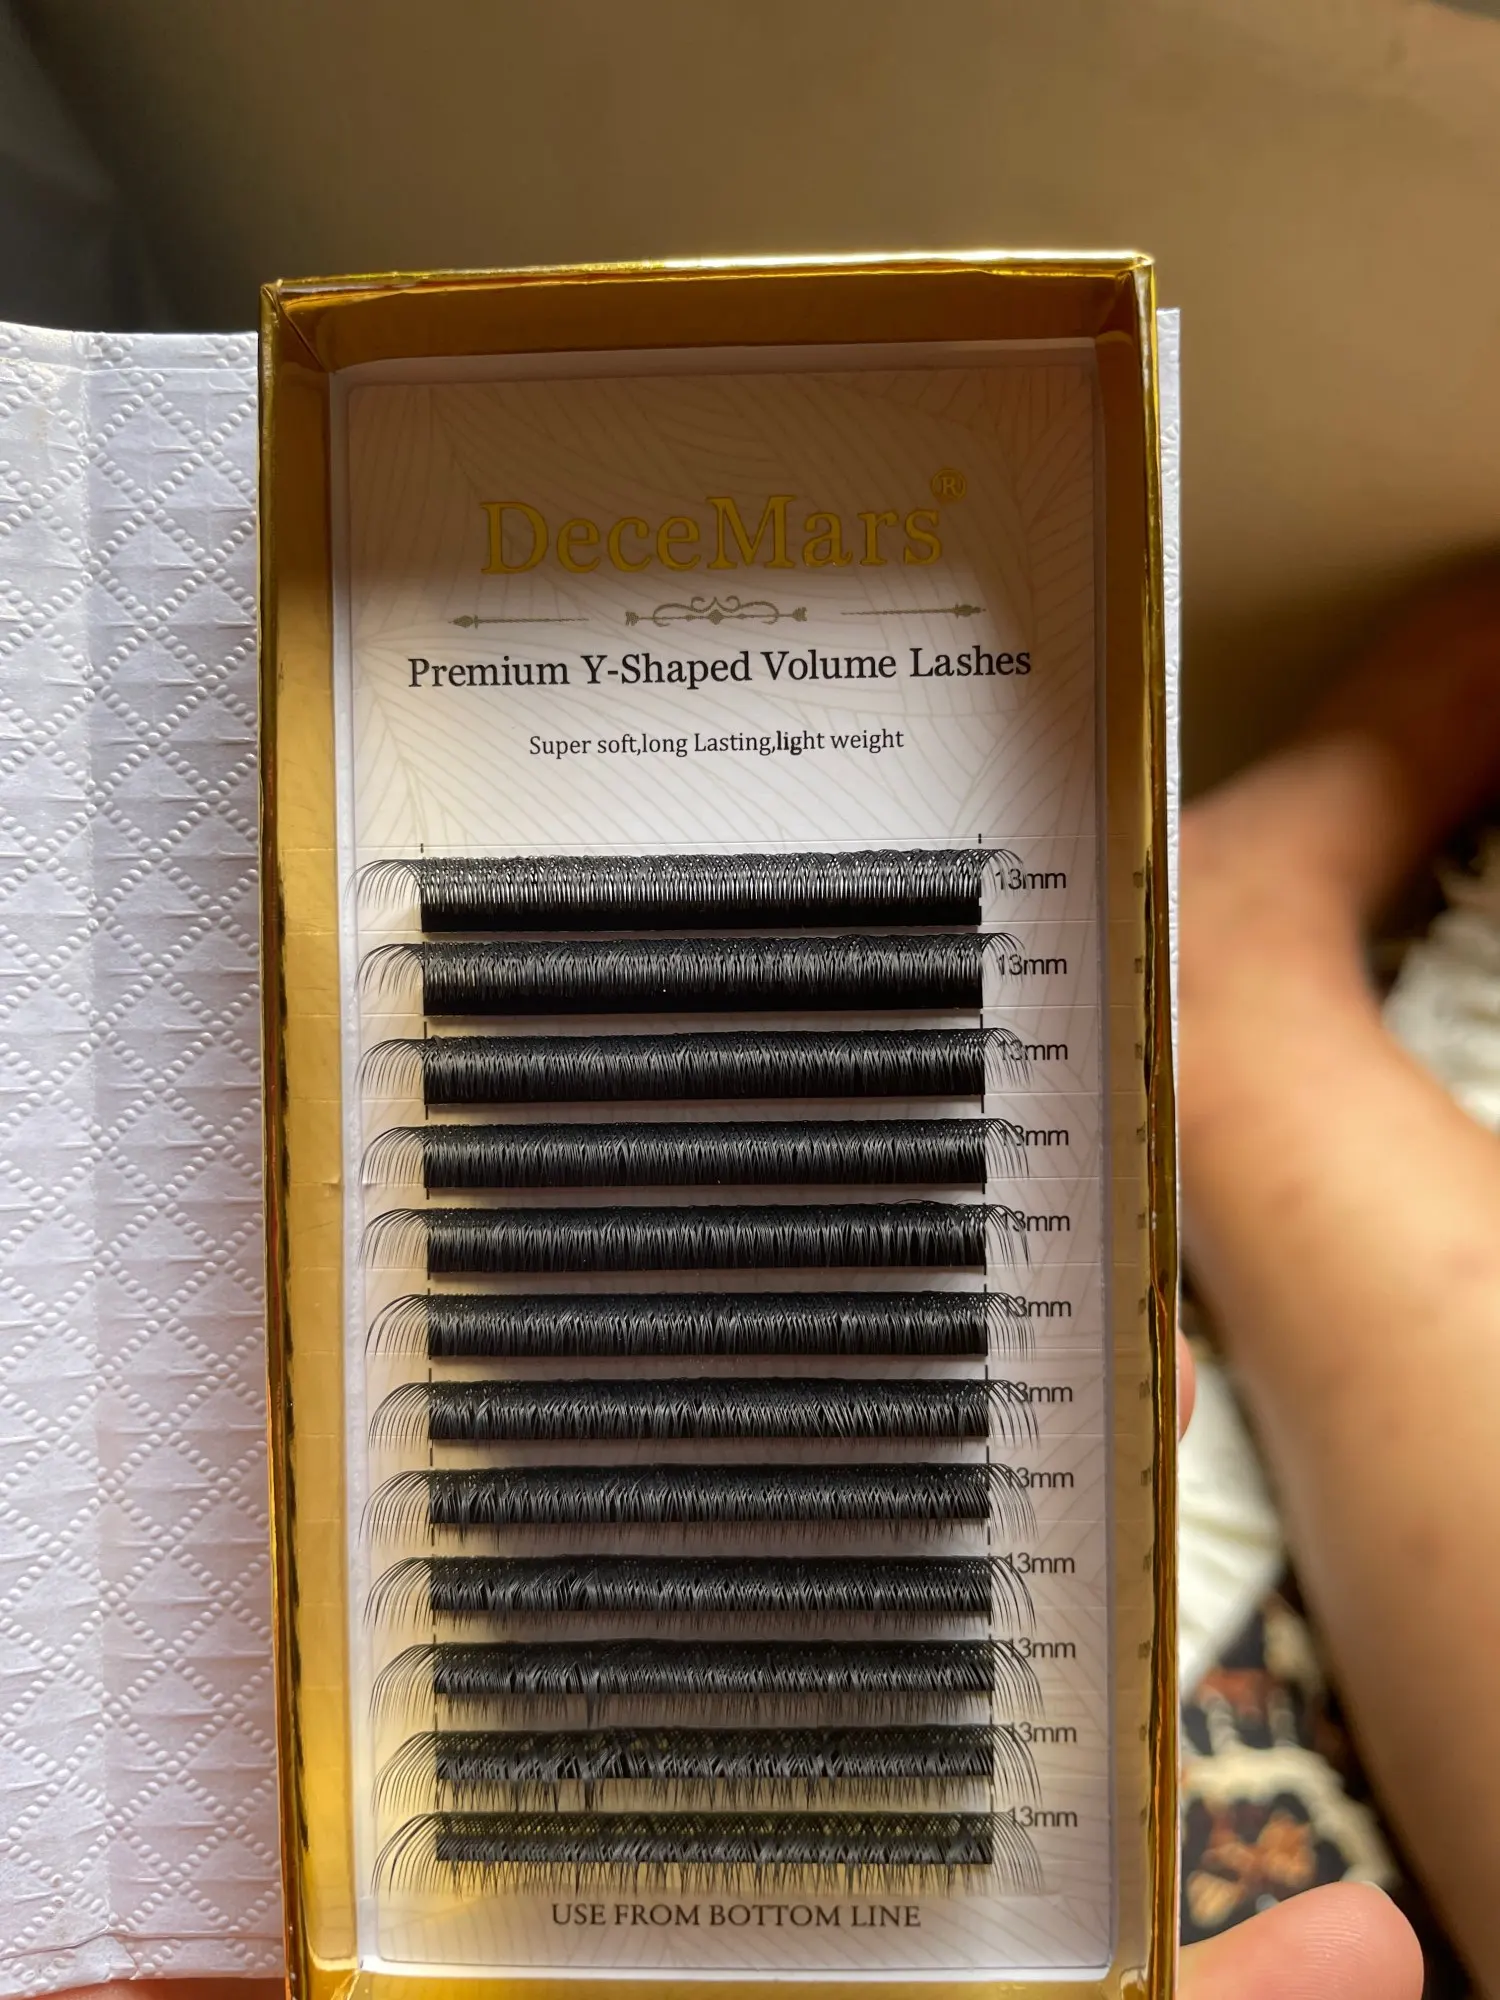 DeceMars®
Premium Y-Shaped Volume Lashes
Super soft,long Lasting,light weight
13mm
13mm
13mm
13mm
13mm
13mm
13mm
13mm
13mm
13mm
13mm
13mm
USE FROM BOTTOM LINE